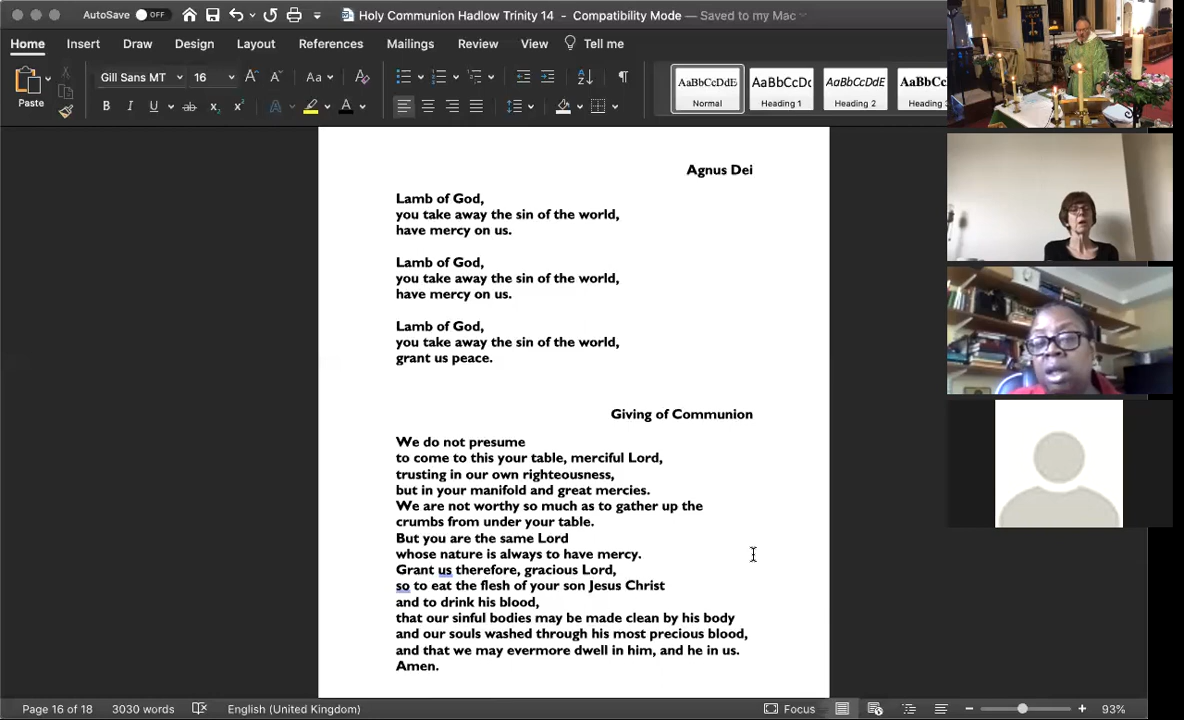 AutoSave OFF
Holy Communion Hadlow Trinity 14 - Compatibility Mode — Saved to my Mac
Home Insert Draw Design Layout References Mailings Review View Tell me
Paste
Gill Sans MT 16
AaBbCcDdE AaBbCcDc AaBbCcDdE AaBbCcD
Normal Heading 1 Heading 2 Heading
Agnus Dei
Lamb of God,
you take away the sin of the world,
have mercy on us.
Lamb of God,
you take away the sin of the world,
have mercy on us.
Lamb of God,
you take away the sin of the world,
grant us peace.
Giving of Communion
We do not presume
to come to this your table, merciful Lord,
trusting in our own righteousness,
but in your manifold and great mercies.
We are not worthy so much as to gather up the
crumbs from under your table.
But you are the same Lord
whose nature is always to have mercy.
Grant us therefore, gracious Lord,
so to eat the flesh of your son Jesus Christ
and to drink his blood,
that our sinful bodies may be made clean by his body
and our souls washed through his most precious blood,
and that we may evermore dwell in him, and he in us.
Amen.
Page 16 of 18 3030 words English (United Kingdom) Focus 93%